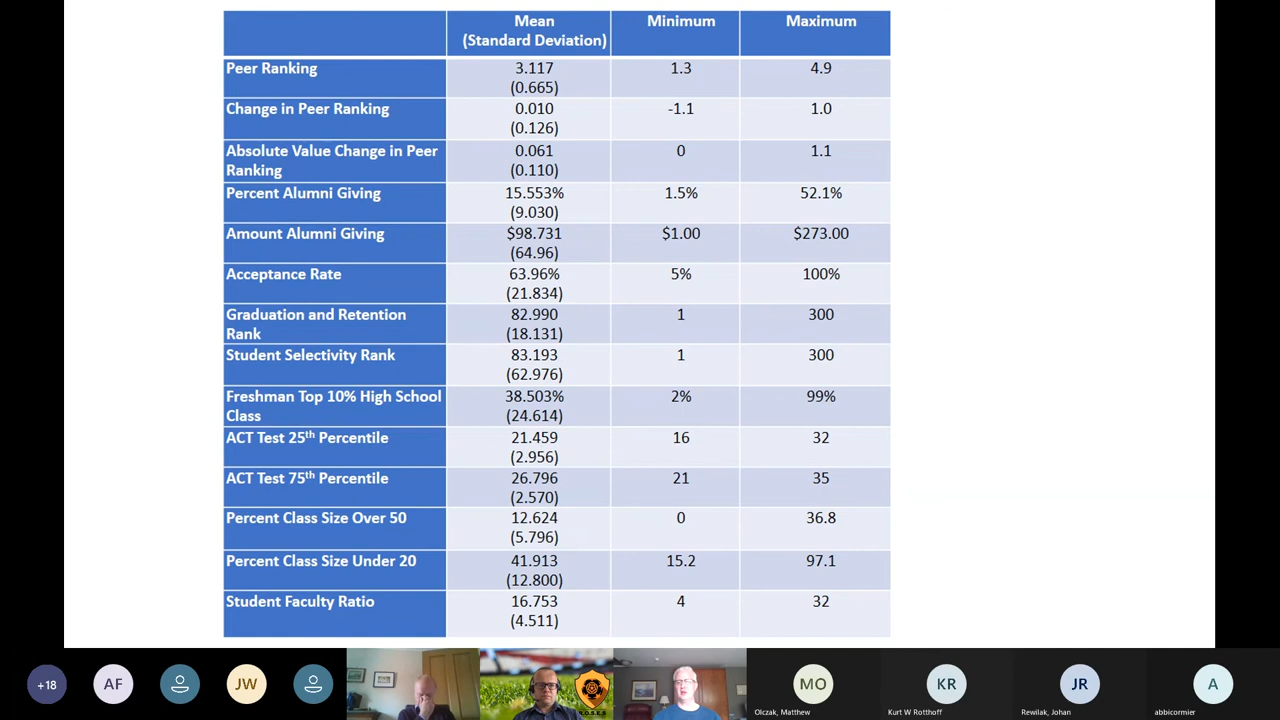 Mean
(Standard Deviation)
Minimum
Maximum
Peer Ranking
3.117
(0.665)
1.3
4.9
Change in Peer Ranking
0.010
(0.126)
-1.1
1.0
Absolute Value Change in Peer
Ranking
0.061
(0.110)
0
1.1
Percent Alumni Giving
15.553%
(9.030)
1.5%
52.1%
Amount Alumni Giving
$98.731
(64.96)
$1.00
$273.00
Acceptance Rate
63.96%
(21.834)
5%
100%
Graduation and Retention
Rank
82.990
(18.131)
1
300
Student Selectivity Rank
83.193
(62.976)
1
300
Freshman Top 10% High School
Class
38.503%
(24.614)
2%
99%
ACT Test 25th Percentile
21.459
(2.956)
16
32
ACT Test 75th Percentile
26.796
(2.570)
21
35
Percent Class Size Over 50
12.624
(5.796)
0
36.8
Percent Class Size Under 20
41.913
(12.800)
15.2
97.1
Student Faculty Ratio
16.753
(4.511)
4
32
+18
AF
JW
MO
KR
JR
A
Olczak, Matthew
Kurt W Rotthoff
Rewilak, Johan
abbicormier